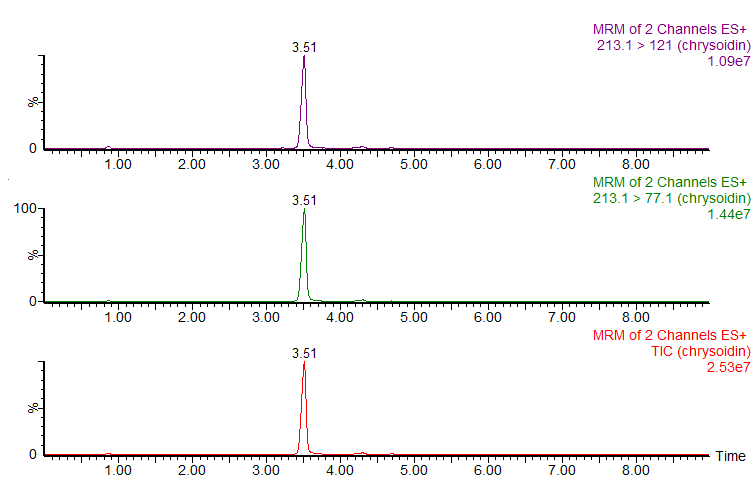 MRM of 2 Channels ES+
213.1 > 121 (chrysoidin)
1.09e7
3.51
%
0
1.00 2.00 3.00 4.00 5.00 6.00 7.00 8.00
MRM of 2 Channels ES+
213.1 > 77.1 (chrysoidin)
1.44e7
3.51
100
%
0
1.00 2.00 3.00 4.00 5.00 6.00 7.00 8.00
MRM of 2 Channels ES+
TIC (chrysoidin)
2.53e7
3.51
%
0
Time
1.00 2.00 3.00 4.00 5.00 6.00 7.00 8.00